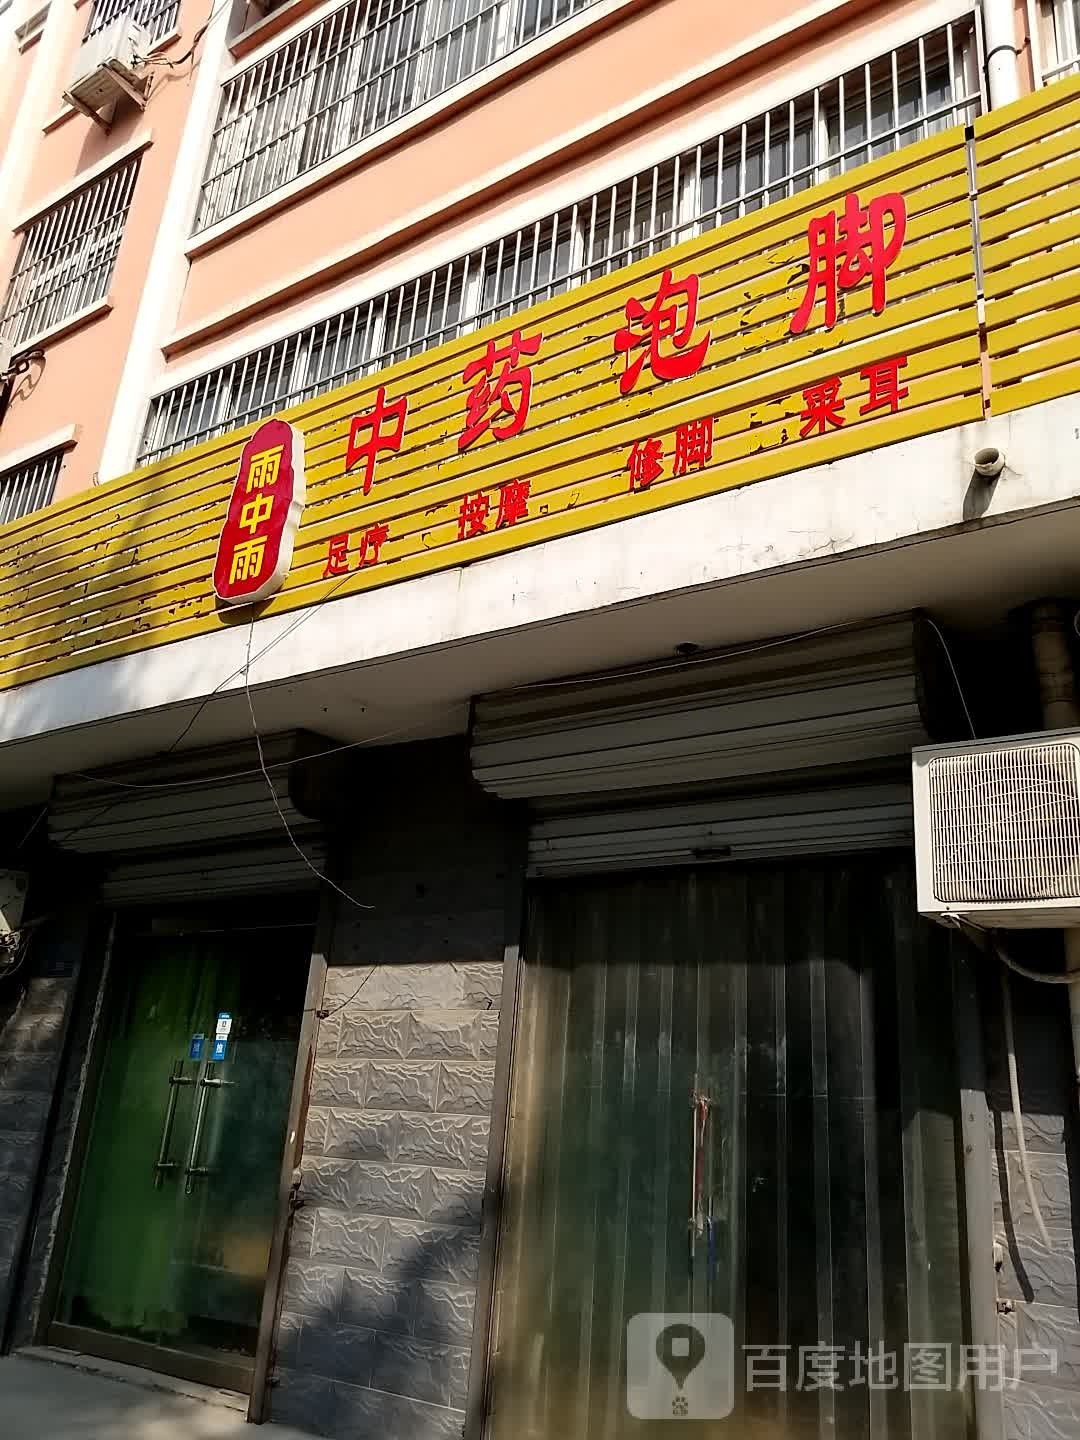 雨中雨
中药泡脚
足疗 按摩 修脚 采耳
百度地图用户